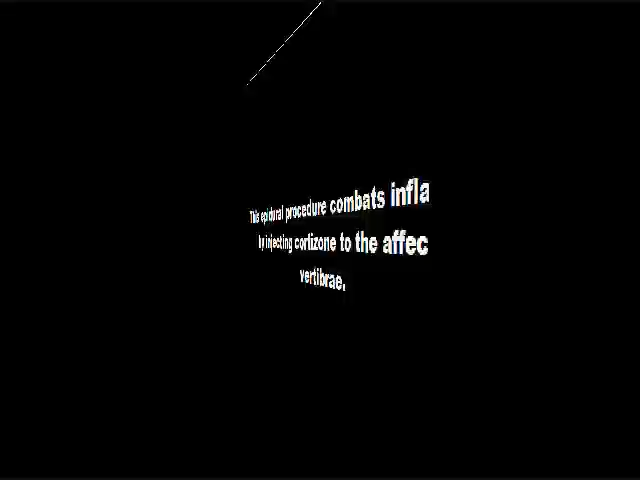 This epidural procedure combats infla
by injecting cortizone to the affec
vertibrae.